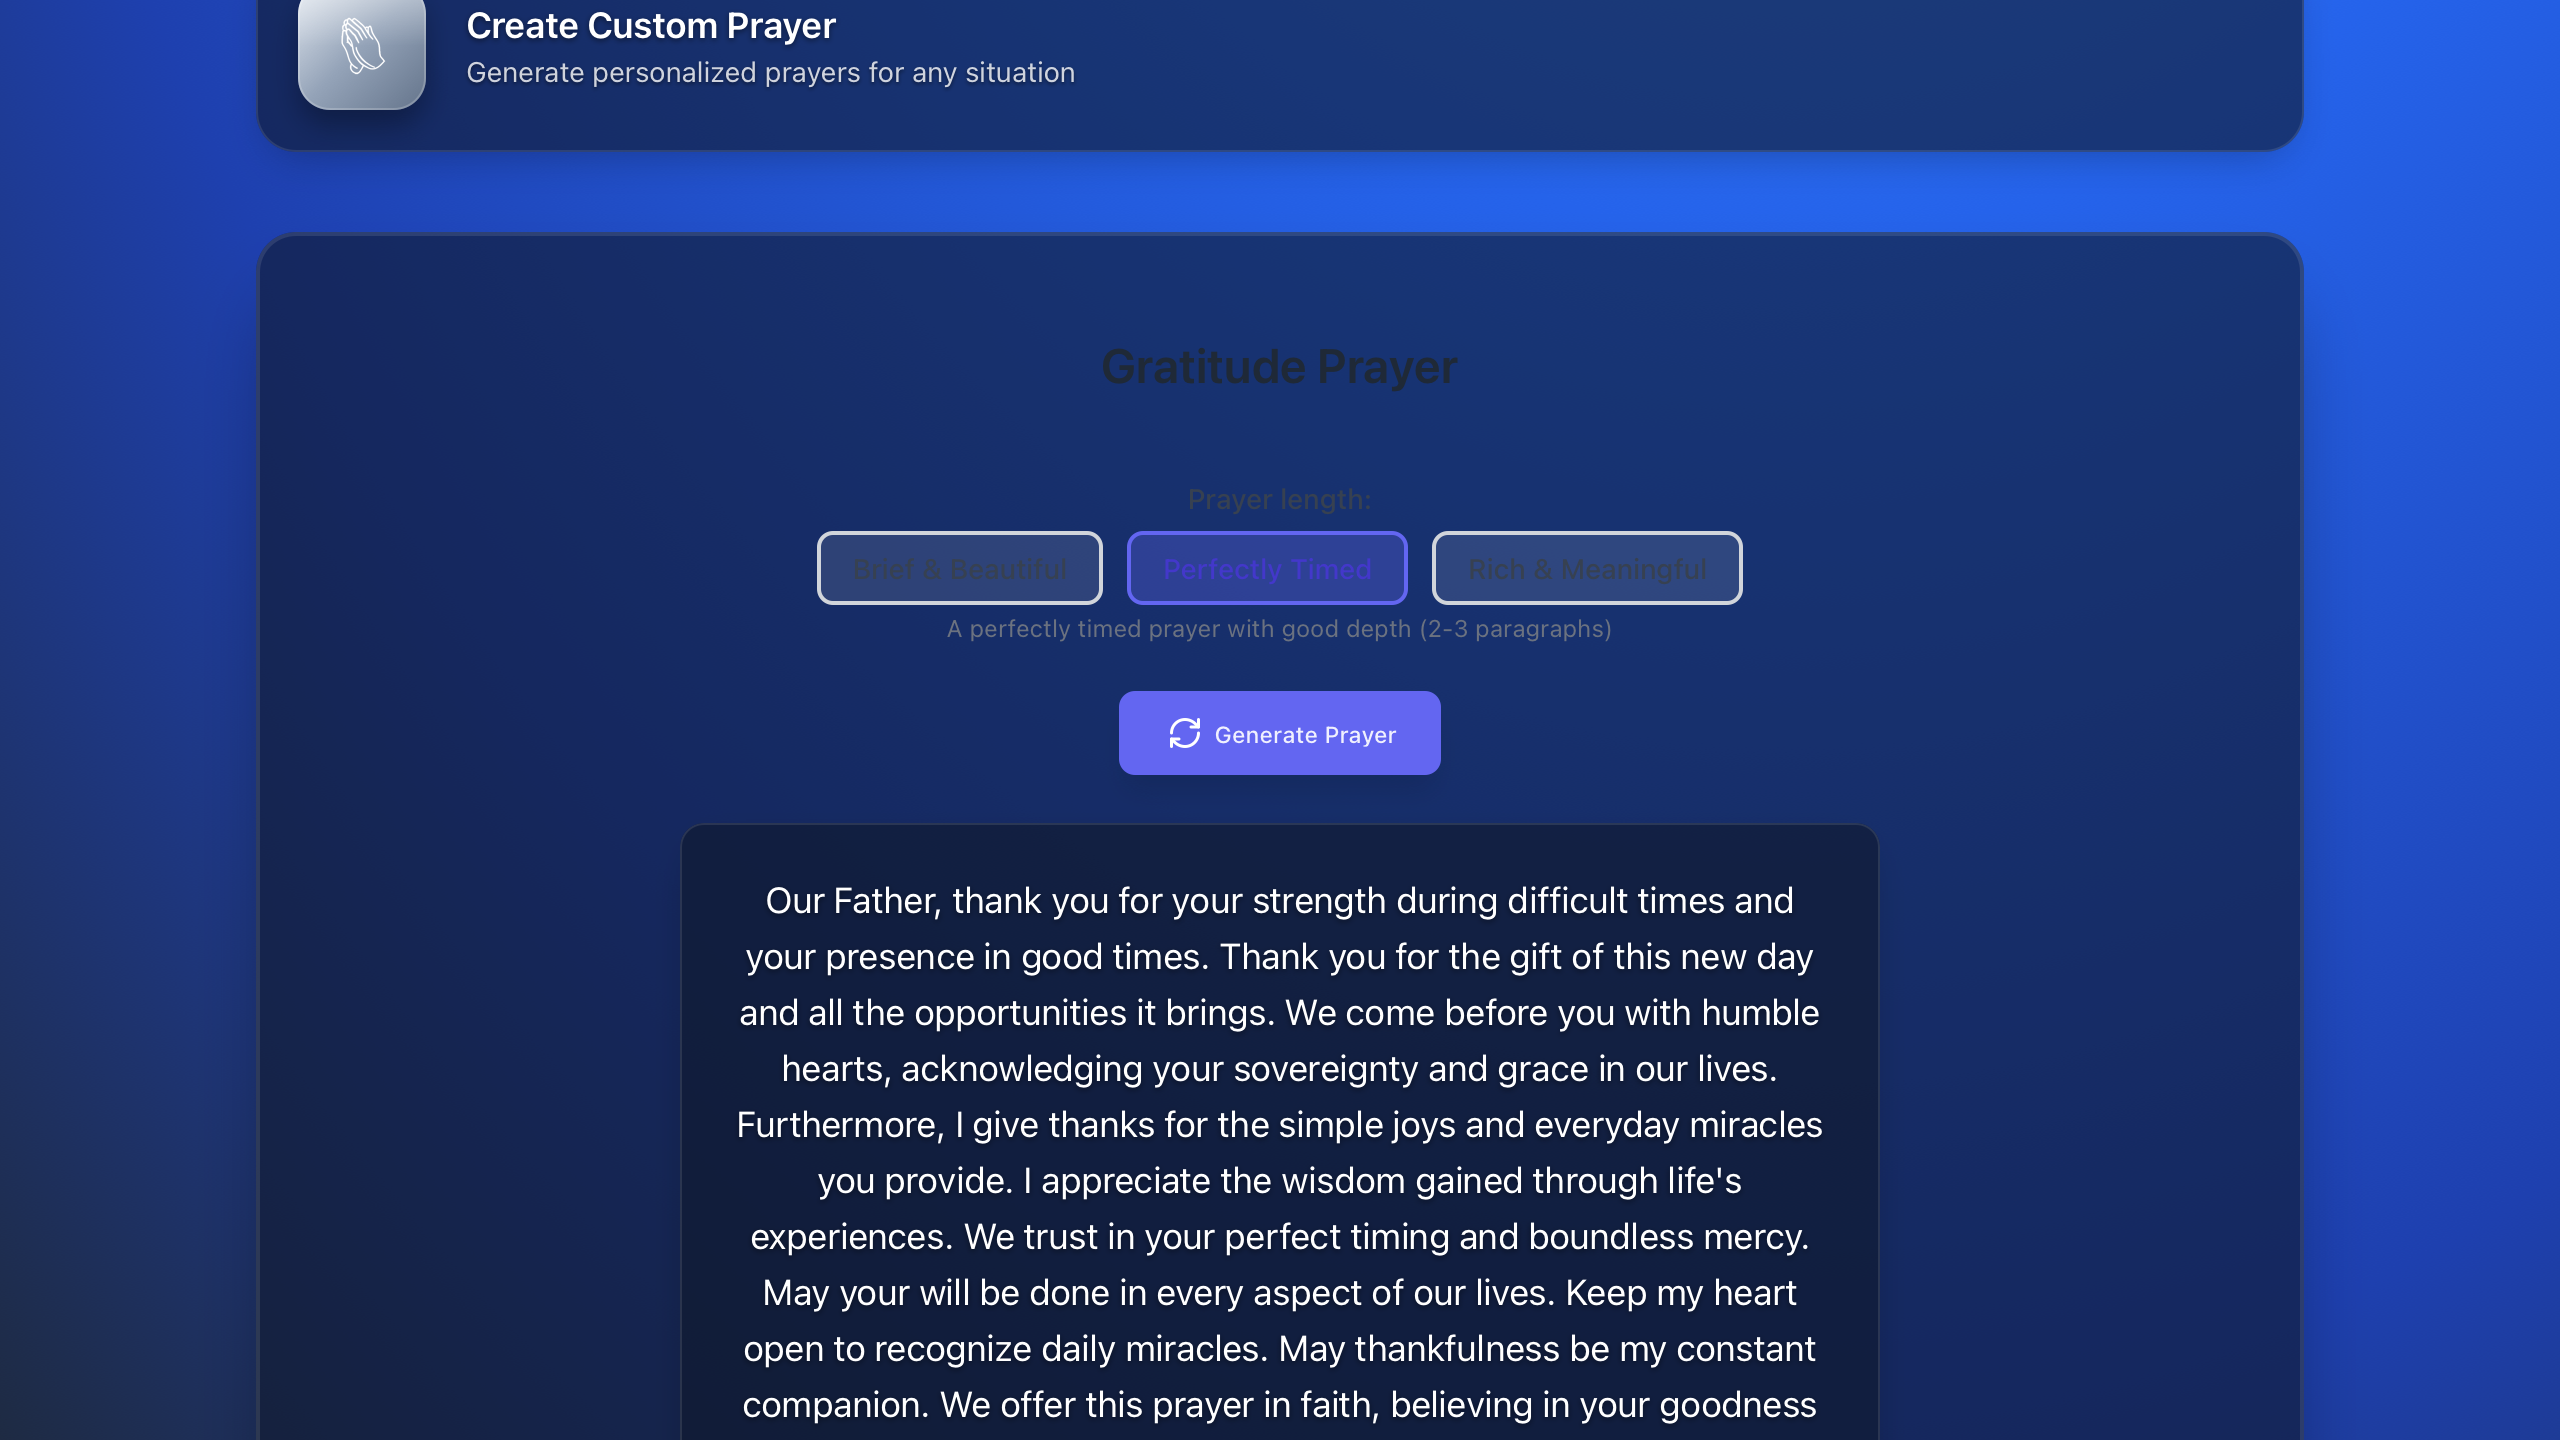 Create Custom Prayer
Generate personalized prayers for any situation
Gratitude Prayer
Prayer length:
Brief & Beautiful
Perfectly Timed
Rich & Meaningful
A perfectly timed prayer with good depth (2-3 paragraphs)
Generate Prayer
Our Father, thank you for your strength during difficult times and
your presence in good times. Thank you for the gift of this new day
and all the opportunities it brings. We come before you with humble
hearts, acknowledging your sovereignty and grace in our lives.
Furthermore, I give thanks for the simple joys and everyday miracles
you provide. I appreciate the wisdom gained through life's
experiences. We trust in your perfect timing and boundless mercy.
May your will be done in every aspect of our lives. Keep my heart
open to recognize daily miracles. May thankfulness be my constant
companion. We offer this prayer in faith, believing in your goodness